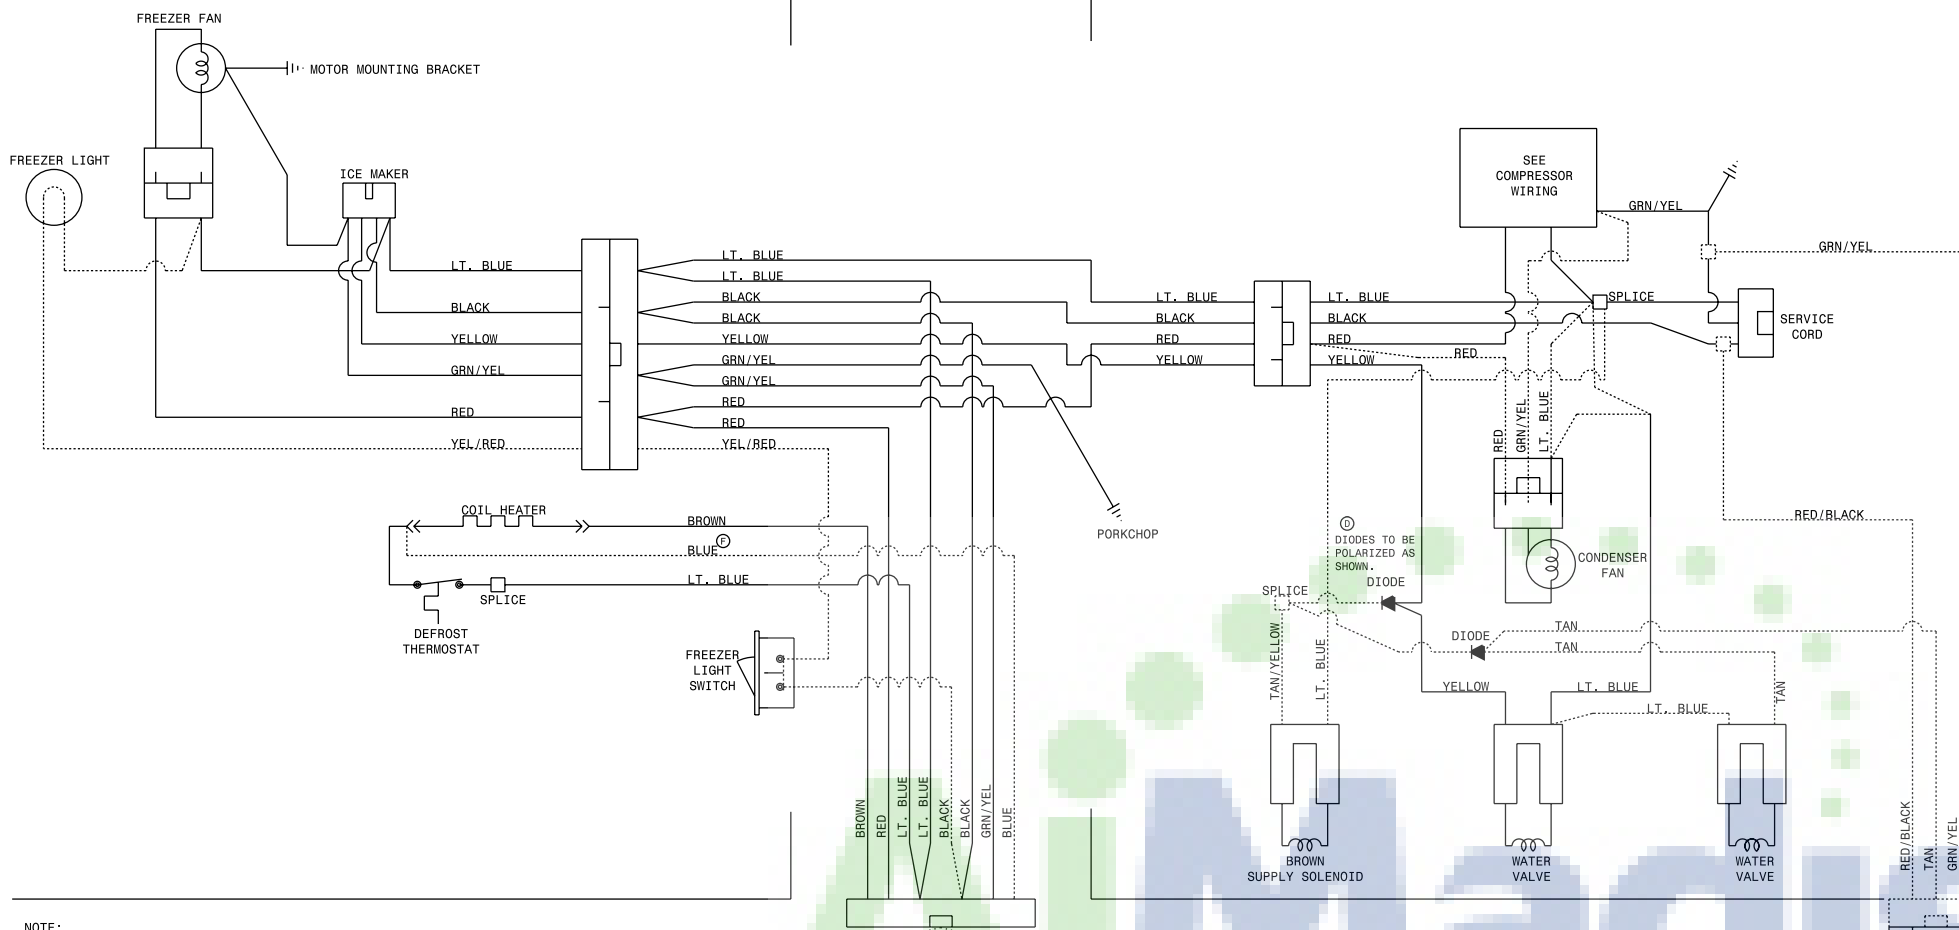 FREEZER FAN
MOTOR MOUNTING BRACKET
FREEZER LIGHT
ICE MAKER
SEE
COMPRESSOR
WIRING
GRN/YEL
GRN/YEL
LT. BLUE
BLACK
YELLOW
GRN/YEL
RED
YEL/RED
LT. BLUE
LT. BLUE
BLACK
BLACK
YELLOW
GRN/YEL
GRN/YEL
RED
RED
YEL/RED
LT. BLUE
BLACK
RED
YELLOW
LT. BLUE
BLACK
RED
YELLOW
RED
SPLICE
SERVICE
CORD
RED
GRN/YEL
LT. BLUE
COIL HEATER
BROWN
F
BLUE
LT. BLUE
SPLICE
DEFROST
THERMOSTAT
PORKCHOP
D
DIODES TO BE
POLARIZED AS
SHOWN.
DIODE
SPLICE
CONDENSER
FAN
RED/BLACK
FREEZER
LIGHT
SWITCH
TAN/YELLOW
LT. BLUE
DIODE
TAN
TAN
YELLOW
LT. BLUE
LT. BLUE
TAN
BROWN
RED
LT. BLUE
LT. BLUE
BLACK
BLACK
GRN/YEL
BLUE
BROWN
SUPPLY SOLENOID
WATER
VALVE
WATER
VALVE
RED/BLACK
TAN
GRN/YEL
NOTE: